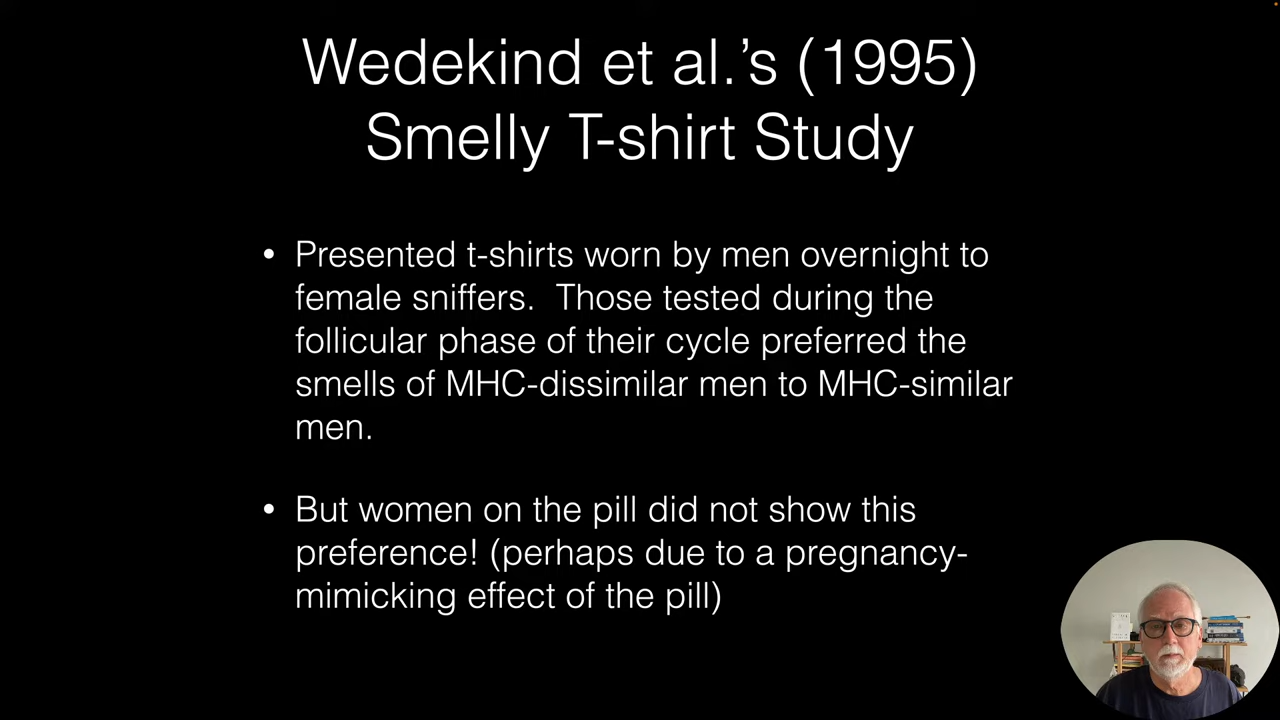 Wedekind et al.’s (1995)
Smelly T-shirt Study
• Presented t-shirts worn by men overnight to
female sniffers.  Those tested during the
follicular phase of their cycle preferred the
smells of MHC-dissimilar men to MHC-similar
men.
• But women on the pill did not show this
preference! (perhaps due to a pregnancy-
mimicking effect of the pill)